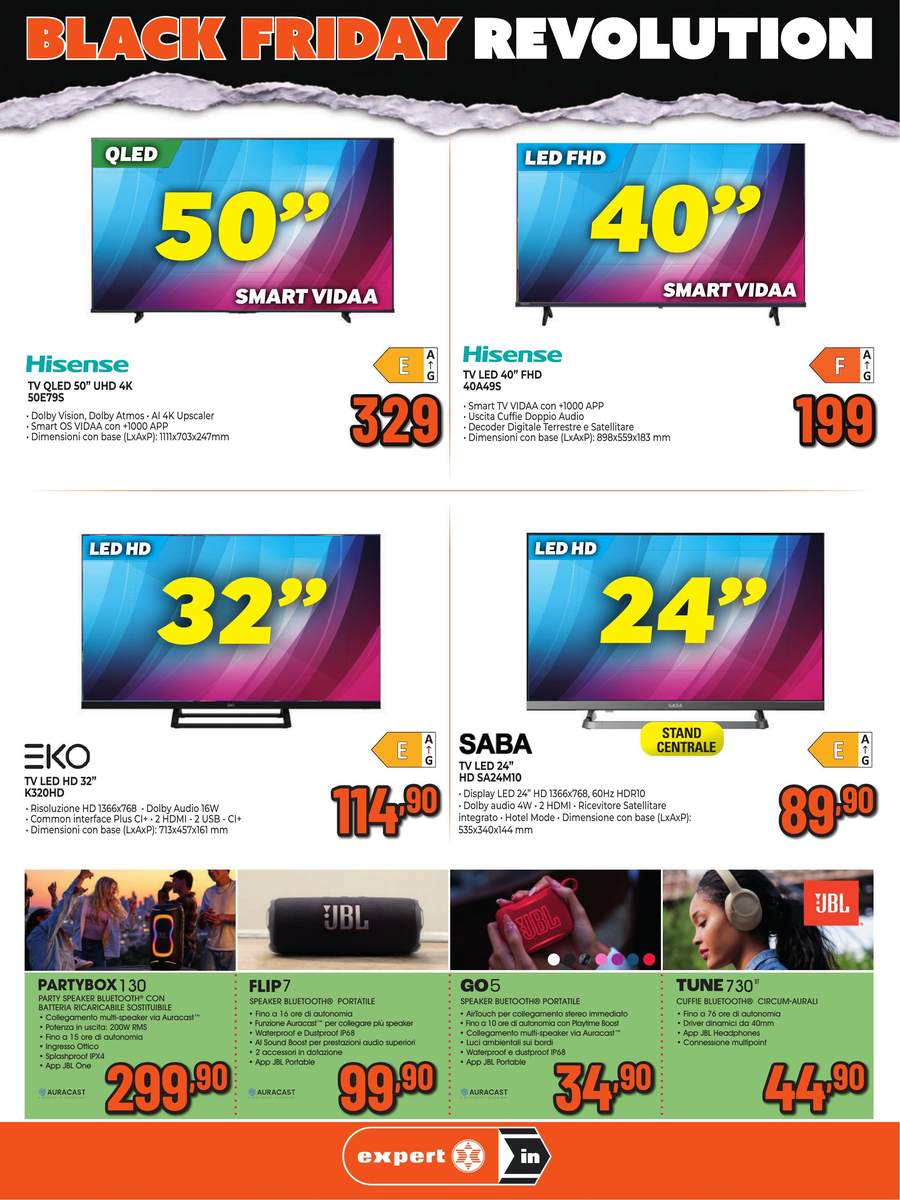 BLACK FRIDAY REVOLUTION
QLED
50”
SMART VIDAA
Hisense
TV QLED 50” UHD 4K
50E79S
• Dolby Vision, Dolby Atmos • AI 4K Upscaler
• Smart OS VIDAA con +1000 APP
• Dimensioni con base (LxAxP): 1111x703x247mm
E
A
↑
G
329
LED FHD
40”
SMART VIDAA
Hisense
TV LED 40” FHD
40A49S
• Smart TV VIDAA con +1000 APP
• Uscita Cuffie Doppio Audio
• Decoder Digitale Terrestre e Satellitare
• Dimensioni con base (LxAxP): 898x559x183 mm
F
A
↑
G
199
LED HD
32”
EKO
TV LED HD 32”
K320HD
• Risoluzione HD 1366x768 • Dolby Audio 16W
• Common interface Plus CI+ • 2 HDMI - 2 USB - CI+
• Dimensioni con base (LxAxP): 713x457x161 mm
E
A
↑
G
114,90
LED HD
24”
SABA
STAND
CENTRALE
SABA
TV LED 24”
HD SA24M10
• Display LED 24” HD 1366x768, 60Hz HDR10
• Dolby audio 4W • 2 HDMI • Ricevitore Satellitare
integrato • Hotel Mode • Dimensione con base (LxAxP):
535x340x144 mm
E
A
↑
G
89,90
PARTYBOX 130
PARTY SPEAKER BLUETOOTH® CON
BATTERIA RICARICABILE SOSTITUIBILE
• Collegamento multi-speaker via Auracast™
• Potenza in uscita: 200W RMS
• Fino a 15 ore di autonomia
• Ingresso Ottico
• Splashproof IPX4
• App JBL One
AURACAST
299,90
JBL
FLIP 7
SPEAKER BLUETOOTH® PORTATILE
• Fino a 16 ore di autonomia
• Funzione Auracast™ per collegare più speaker
• Waterproof e Dustproof IP68
• AI Sound Boost per prestazioni audio superiori
• 2 accessori in dotazione
• App JBL Portable
AURACAST
99,90
JBL
GO 5
SPEAKER BLUETOOTH® PORTATILE
• AirTouch per collegamento stereo immediato
• Fino a 10 ore di autonomia con Playtime Boost
• Collegamento multi-speaker via Auracast™
• Luci ambientali sui bordi
• Waterproof e dustproof IP68
• App JBL Portable
AURACAST
34,90
JBL
TUNE 730BT
CUFFIE BLUETOOTH® CIRCUM-AURALI
• Fino a 76 ore di autonomia
• Driver dinamici da 40mm
• App JBL Headphones
• Connessione multipoint
44,90
expert in